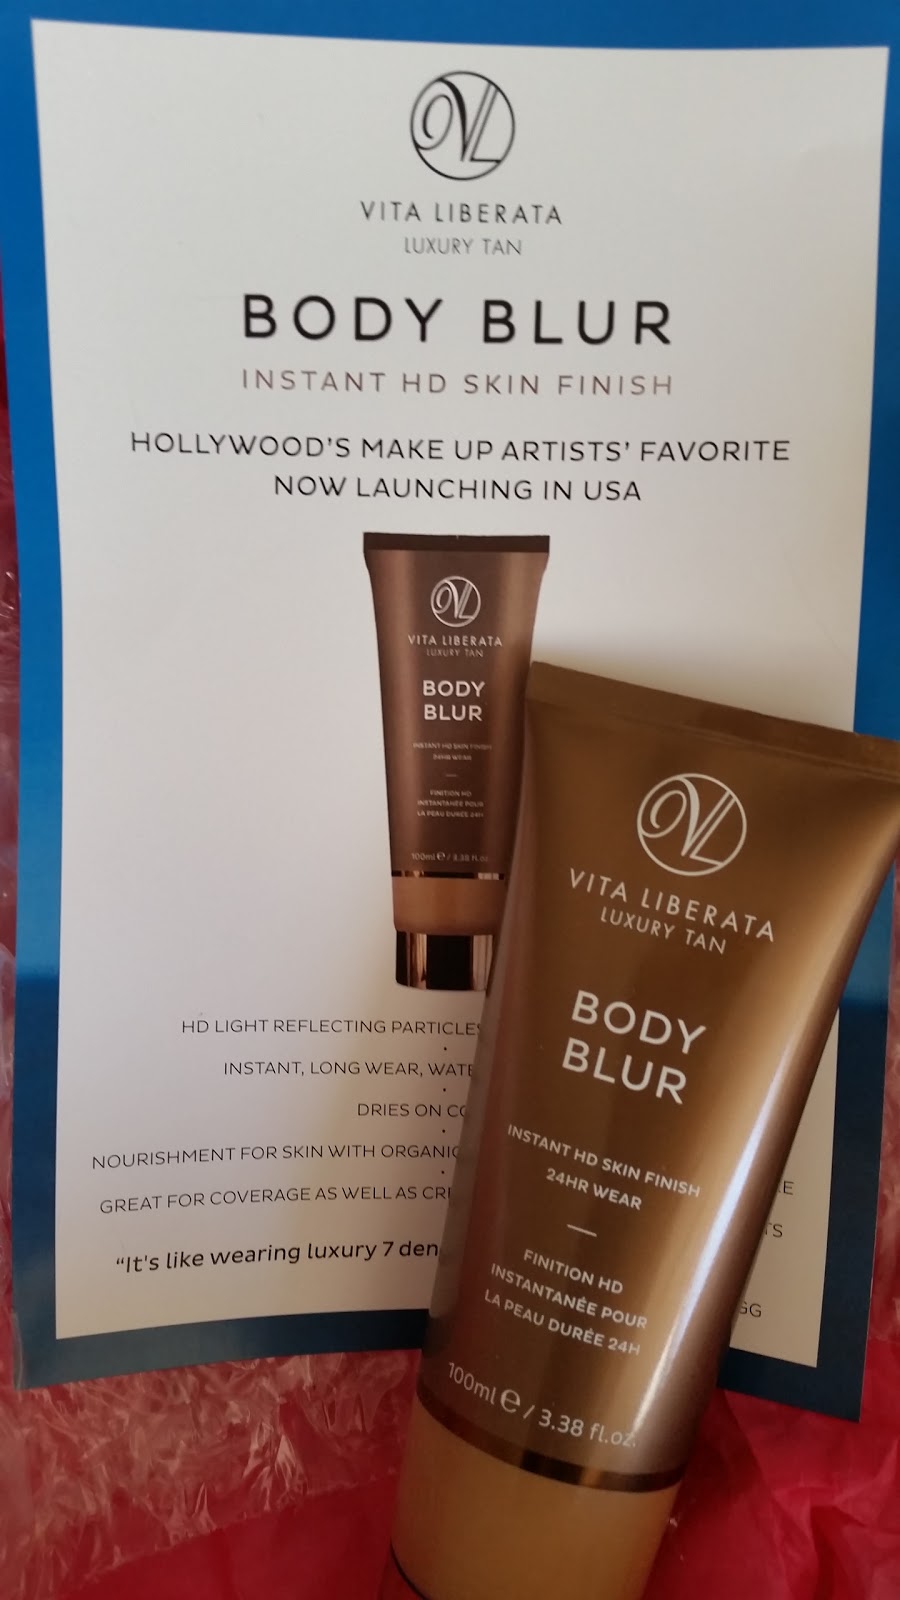 VL
VITA LIBERATA
LUXURY TAN
BODY BLUR
INSTANT HD SKIN FINISH
HOLLYWOOD'S MAKE UP ARTISTS' FAVORITE
NOW LAUNCHING IN USA
VL
VITA LIBERATA
LUXURY TAN
BODY
BLUR
INSTANT HD SKIN FINISH
24HR WEAR
FINITION HD
INSTANTANÉE POUR
LA PEAU DURÉE 24H
100ml e / 3.38 fl.oz
HD LIGHT REFLECTING PARTICLES
INSTANT, LONG WEAR,
DRIES ON
NOURISHMENT FOR SKIN WITH ORGANIC
GREAT FOR COVERAGE AS WELL AS
"It's like wearing luxury 7 den
VL
VITA LIBERATA
LUXURY TAN
BODY
BLUR
INSTANT HD SKIN FINISH
24HR WEAR
FINITION HD
INSTANTANÉE POUR
LA PEAU DURÉE 24H
100ml e / 3.38 fl.oz.